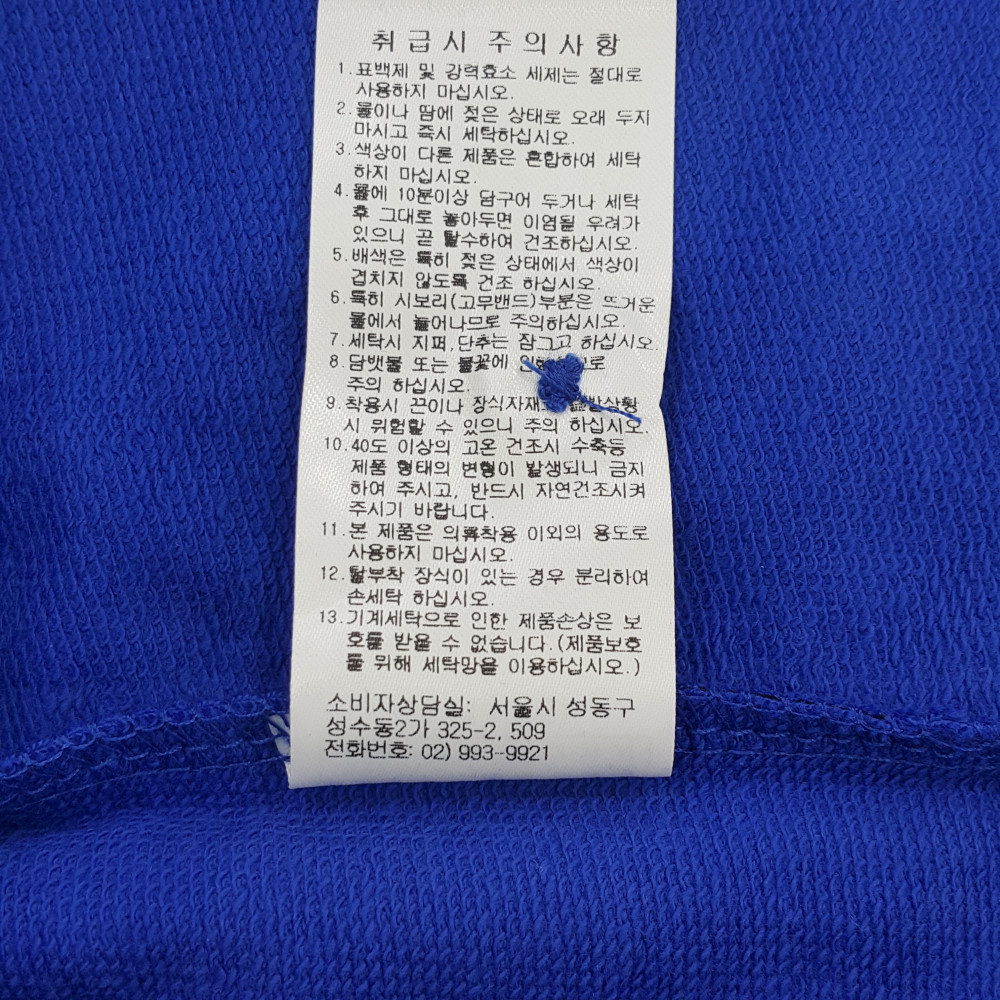 취급시 주의사항
1.표백제 및 강력효소 세제는 절대로
사용하지 마십시오.
2.물이나 땀에 젖은 상태로 오래 두지
마시고 즉시 세탁하십시오.
3.색상이 다른 제품은 혼합하여 세탁
하지 마십시오.
4.물에 10분이상 담구어 두거나 세탁
후 그대로 놓아두면 이염될 우려가
있으니 곧 탈수하여 건조하십시오.
5.배색은 특히 젖은 상태에서 색상이
겹치지 않도록 건조 하십시오.
6.특히 시보리(고무밴드)부분은 뜨거운
물에서 늘어나므로 주의하십시오.
7.세탁시 지퍼,단추는 잠그고 하십시오.
8.담뱃불 또는 불꽃에
주의 하십시오.
9.착용시 끈이나
시 위험할 수 있으니 주의 하십시오.
10.40도 이상의 고온 건조시 수축등
제품 형태의 변형이 발생되니 금지
하여 주시고, 반드시 자연건조시켜
주시기 바랍니다.
11.본 제품은 의류착용 이외의 용도로
사용하지 마십시오.
12.탈부착 장식이 있는 경우 분리하여
손세탁 하십시오.
13.기계세탁으로 인한 제품손상은 보
호를 받을 수 없습니다.(제품보호
를 위해 세탁망을 이용하십시오.)
소비자상담실: 서울시 성동구
성수동2가 325-2, 509
전화번호: 02) 993-9921